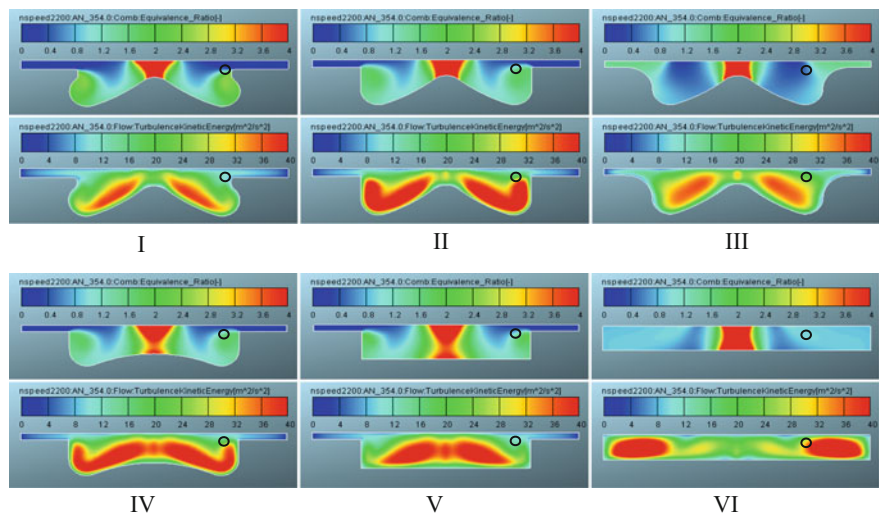 nspeed2200:AN_354.0:Comb:Equivalence_Ratio[-]
0 0.4 0.8 1.2 1.6 2 2.4 2.8 3.2 3.6 4
nspeed2200:AN_354.0:Flow:TurbulenceKineticEnergy[m^2/s^2]
0 4 8 12 16 20 24 28 32 36 40
I
nspeed2200:AN_354.0:Comb:Equivalence_Ratio[-]
0 0.4 0.8 1.2 1.6 2 2.4 2.8 3.2 3.6 4
nspeed2200:AN_354.0:Flow:TurbulenceKineticEnergy[m^2/s^2]
0 4 8 12 16 20 24 28 32 36 40
II
nspeed2200:AN_354.0:Comb:Equivalence_Ratio[-]
0 0.4 0.8 1.2 1.6 2 2.4 2.8 3.2 3.6 4
nspeed2200:AN_354.0:Flow:TurbulenceKineticEnergy[m^2/s^2]
0 4 8 12 16 20 24 28 32 36 40
III
nspeed2200:AN_354.0:Comb:Equivalence_Ratio[-]
0 0.4 0.8 1.2 1.6 2 2.4 2.8 3.2 3.6 4
nspeed2200:AN_354.0:Flow:TurbulenceKineticEnergy[m^2/s^2]
0 4 8 12 16 20 24 28 32 36 40
IV
nspeed2200:AN_354.0:Comb:Equivalence_Ratio[-]
0 0.4 0.8 1.2 1.6 2 2.4 2.8 3.2 3.6 4
nspeed2200:AN_354.0:Flow:TurbulenceKineticEnergy[m^2/s^2]
0 4 8 12 16 20 24 28 32 36 40
V
nspeed2200:AN_354.0:Comb:Equivalence_Ratio[-]
0 0.4 0.8 1.2 1.6 2 2.4 2.8 3.2 3.6 4
nspeed2200:AN_354.0:Flow:TurbulenceKineticEnergy[m^2/s^2]
0 4 8 12 16 20 24 28 32 36 40
VI